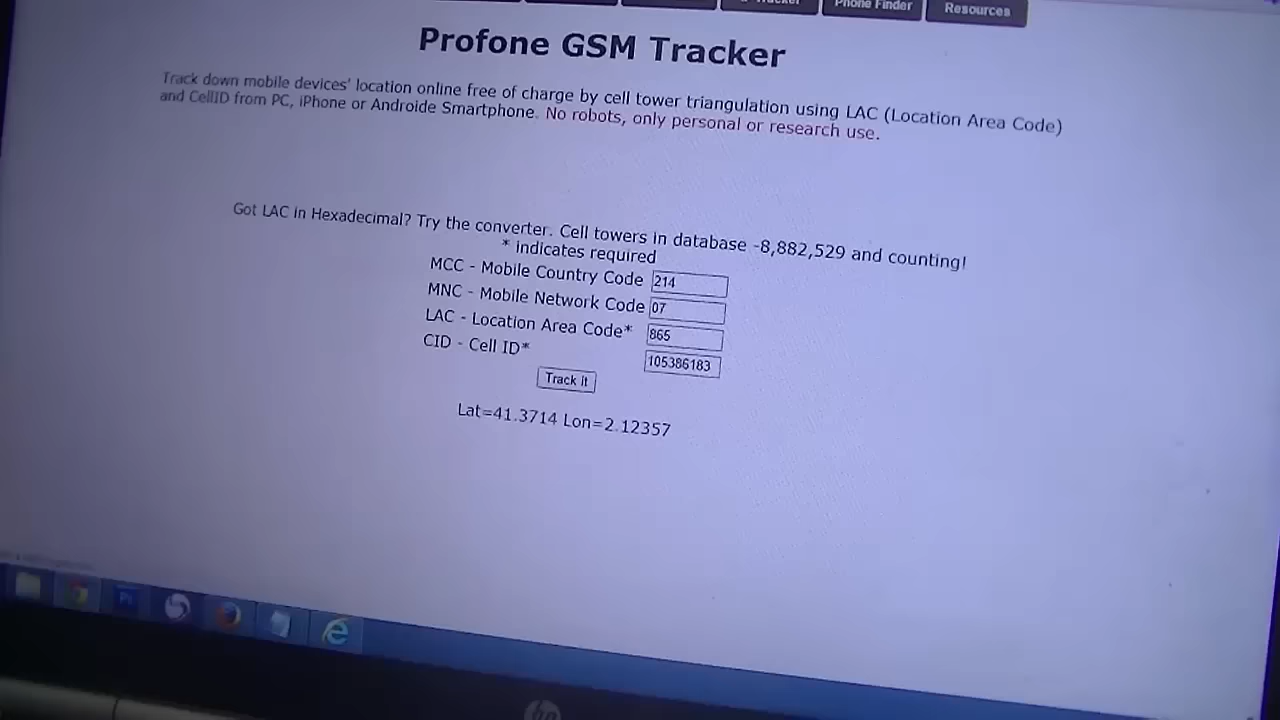 Phone Finder
Resources
Profone GSM Tracker
Track down mobile devices' location online free of charge by cell tower triangulation using LAC (Location Area Code)
and CellID from PC, iPhone or Androide Smartphone. No robots, only personal or research use.
Got LAC in Hexadecimal? Try the converter. Cell towers in database -8,882,529 and counting!
* indicates required
MCC - Mobile Country Code 214
MNC - Mobile Network Code 07
LAC - Location Area Code* 865
CID - Cell ID* 105386183
Track it
Lat=41.3714 Lon=2.12357
Ps
hp